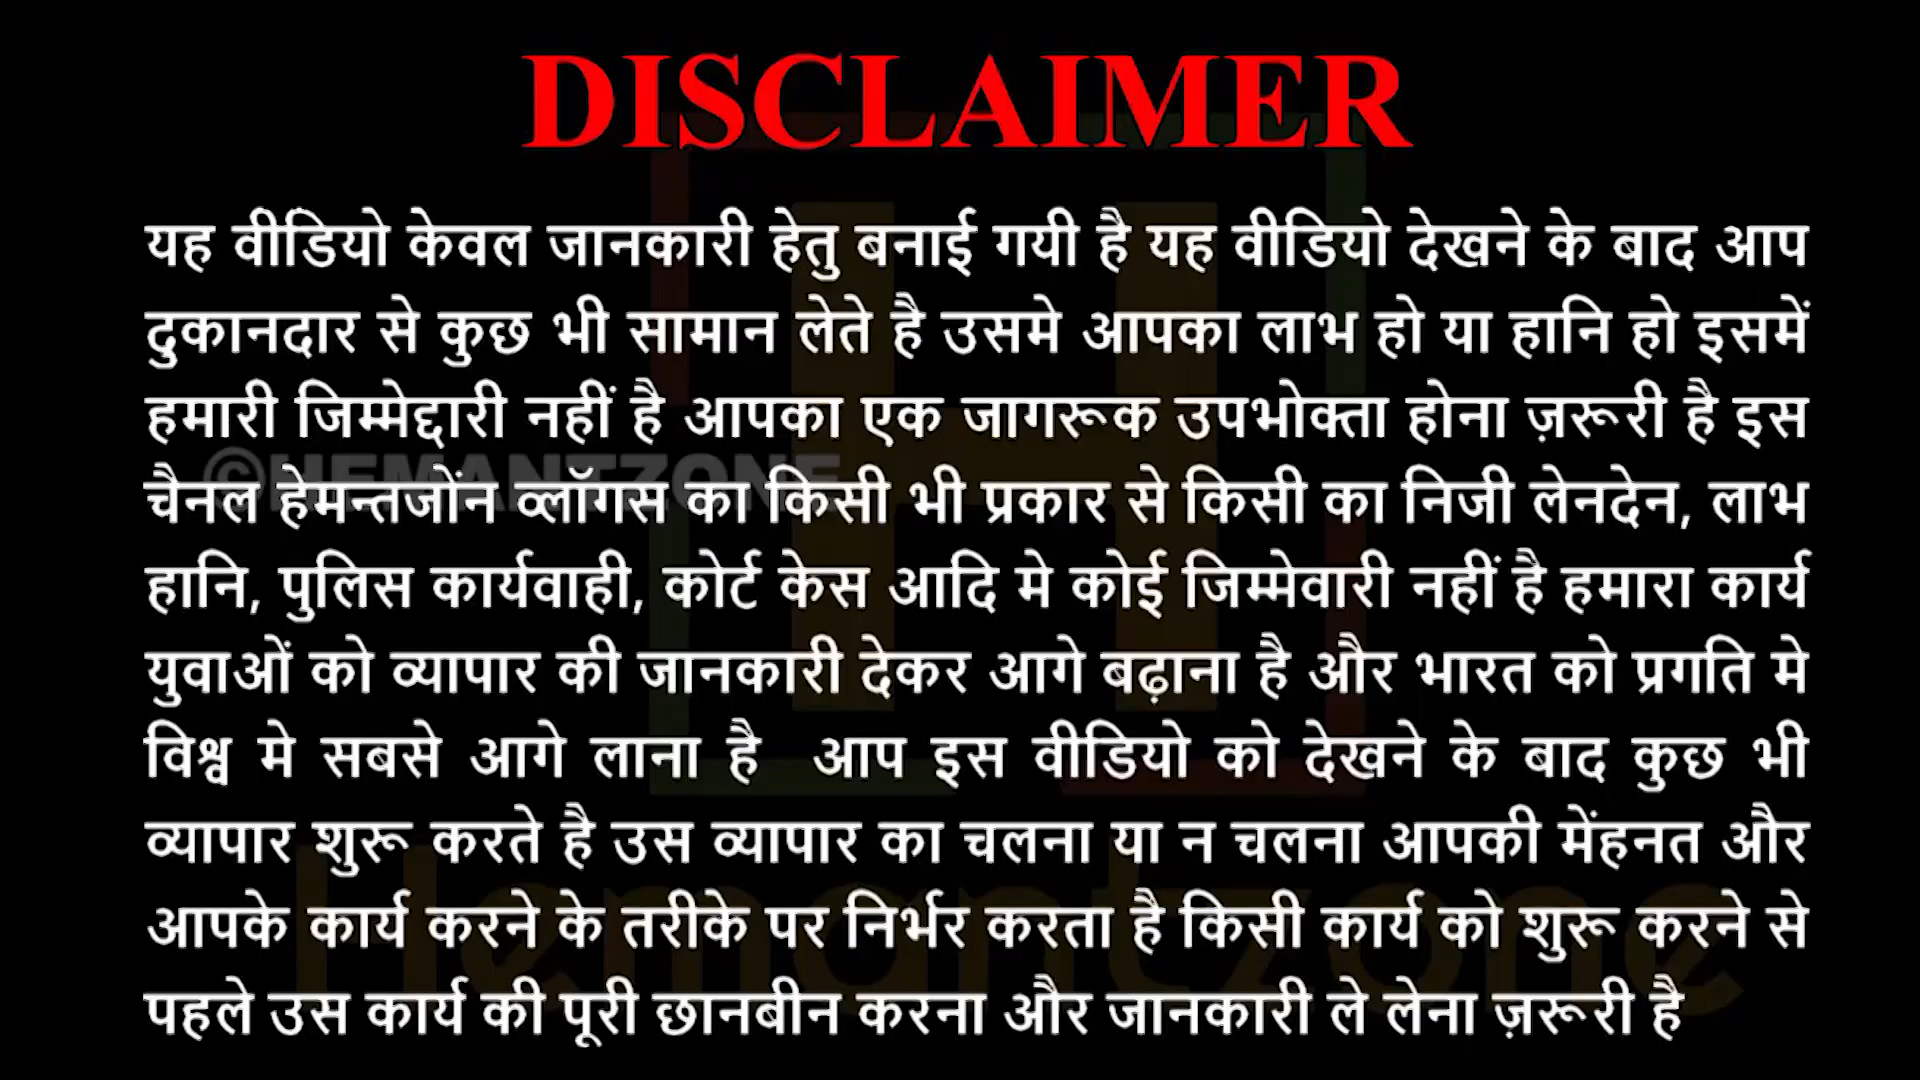 DISCLAIMER
यह वीडियो केवल जानकारी हेतु बनाई गयी है यह वीडियो देखने के बाद आप
दुकानदार से कुछ भी सामान लेते है उसमे आपका लाभ हो या हानि हो इसमें
हमारी जिम्मेद्दारी नहीं है आपका एक जागरूक उपभोक्ता होना ज़रूरी है इस
©HEMANTZONE
चैनल हेमन्तजोंन व्लॉगस का किसी भी प्रकार से किसी का निजी लेनदेन, लाभ
हानि, पुलिस कार्यवाही, कोर्ट केस आदि मे कोई जिम्मेवारी नहीं है हमारा कार्य
युवाओं को व्यापार की जानकारी देकर आगे बढ़ाना है और भारत को प्रगति मे
विश्व मे सबसे आगे लाना है आप इस वीडियो को देखने के बाद कुछ भी
व्यापार शुरू करते है उस व्यापार का चलना या न चलना आपकी मेंहनत और
Hemantzone
आपके कार्य करने के तरीके पर निर्भर करता है किसी कार्य को शुरू करने से
पहले उस कार्य की पूरी छानबीन करना और जानकारी ले लेना ज़रूरी है